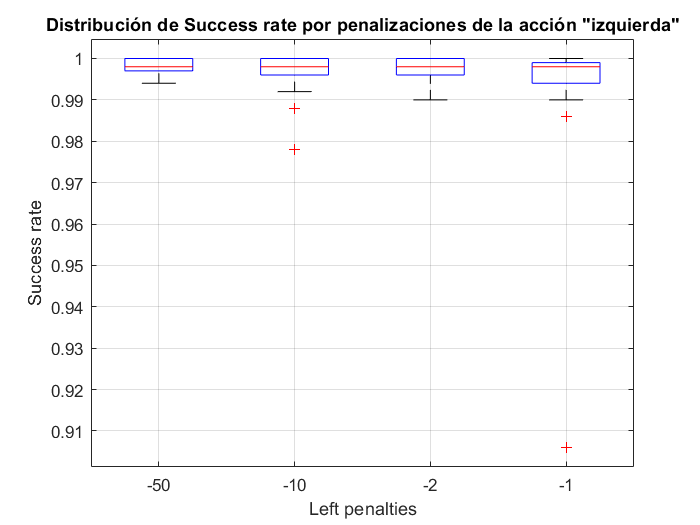 Distribución de Success rate por penalizaciones de la acción "izquierda"
1
0.99
0.98
0.97
0.96
0.95
0.94
0.93
0.92
0.91
Success rate
-50 -10 -2 -1
Left penalties